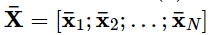 X̄ = [x̄₁; x̄₂; . . . ; x̄_N]